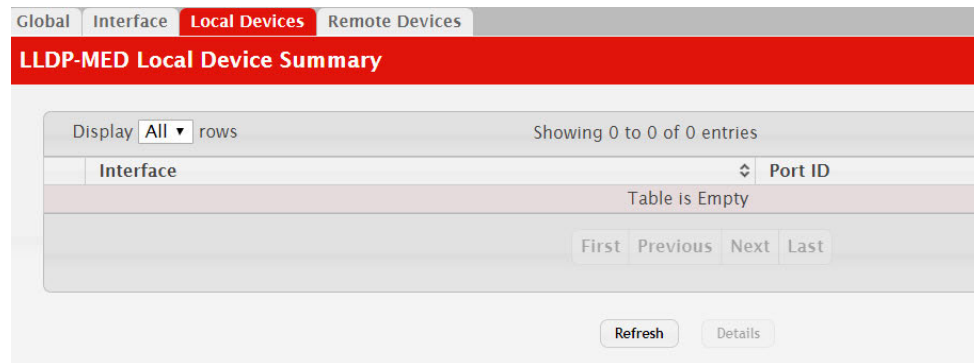 Global Interface Local Devices Remote Devices
LLDP-MED Local Device Summary
Display All rows Showing 0 to 0 of 0 entries
Interface Port ID
Table is Empty
First Previous Next Last
Refresh Details